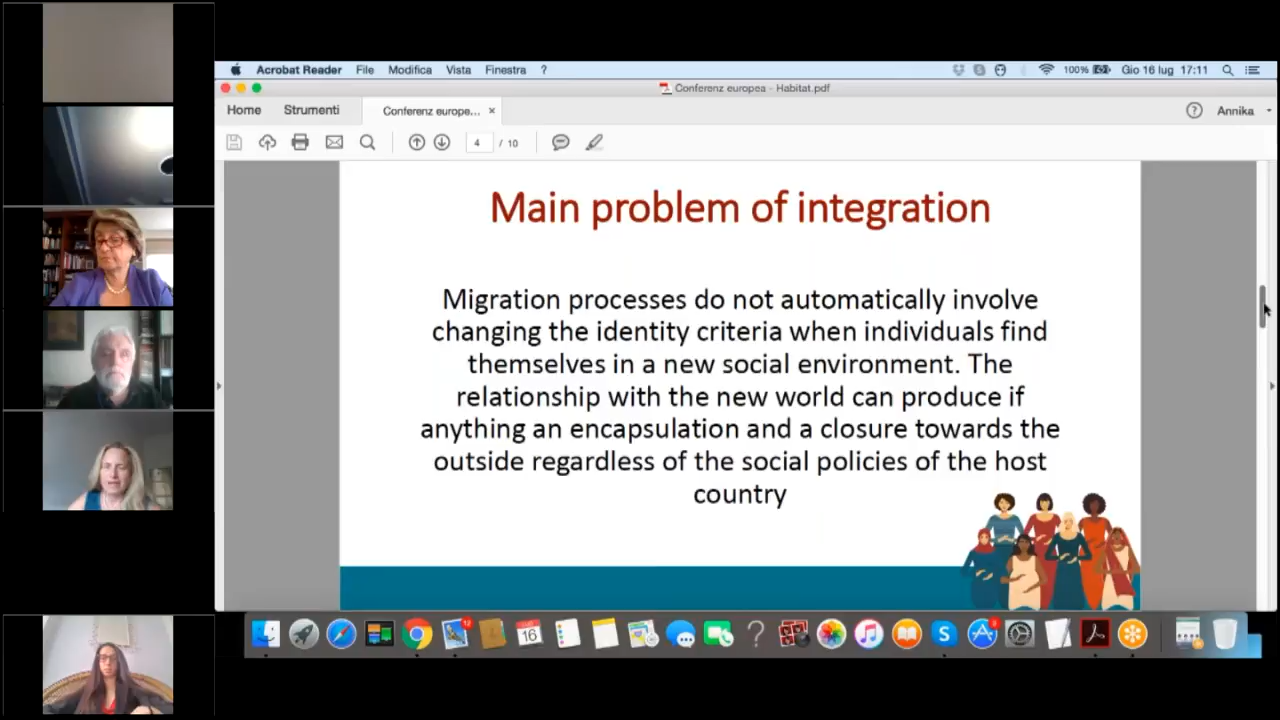 Acrobat Reader File Modifica Vista Finestra ? 100% Gio 16 lug 17:11
Conferenz europea - Habitat.pdf
Home Strumenti Conferenz europe... × ? Annika
4 / 10
Main problem of integration
Migration processes do not automatically involve
changing the identity criteria when individuals find
themselves in a new social environment. The
relationship with the new world can produce if
anything an encapsulation and a closure towards the
outside regardless of the social policies of the host
country
16